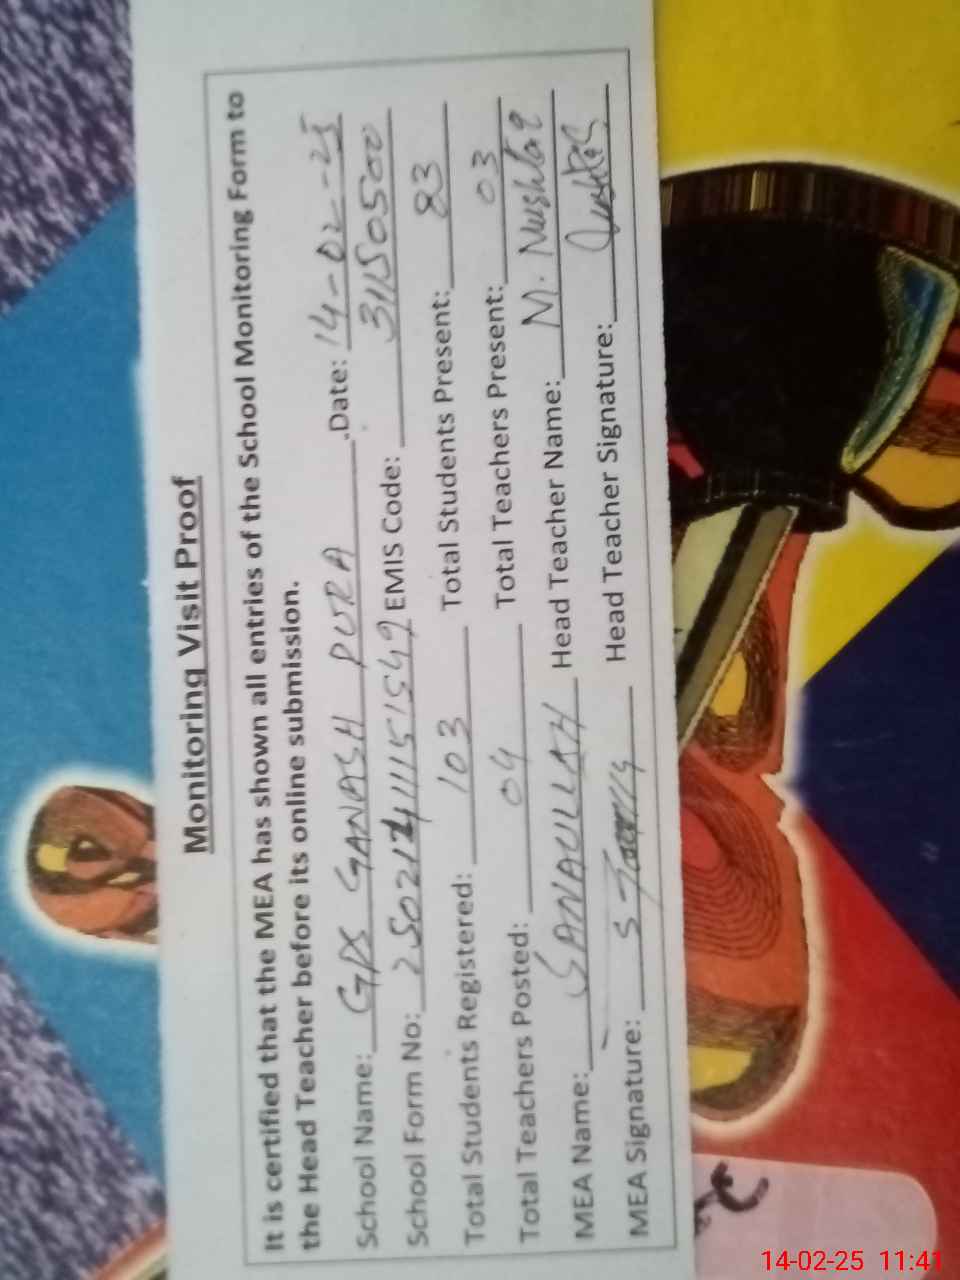 Monitoring Visit Proof
It is certified that the MEA has shown all entries of the School Monitoring Form to
the Head Teacher before its online submission.
School Name: GPS GANASH PURA .Date: 14-02-25
School Form No: EMIS Code: 31150500
Total Students Registered: 103 Total Students Present: 83
Total Teachers Posted: 04 Total Teachers Present: 03
MEA Name: SANAULLAH Head Teacher Name: M.
MEA Signature: Head Teacher Signature:
14-02-25 11:41